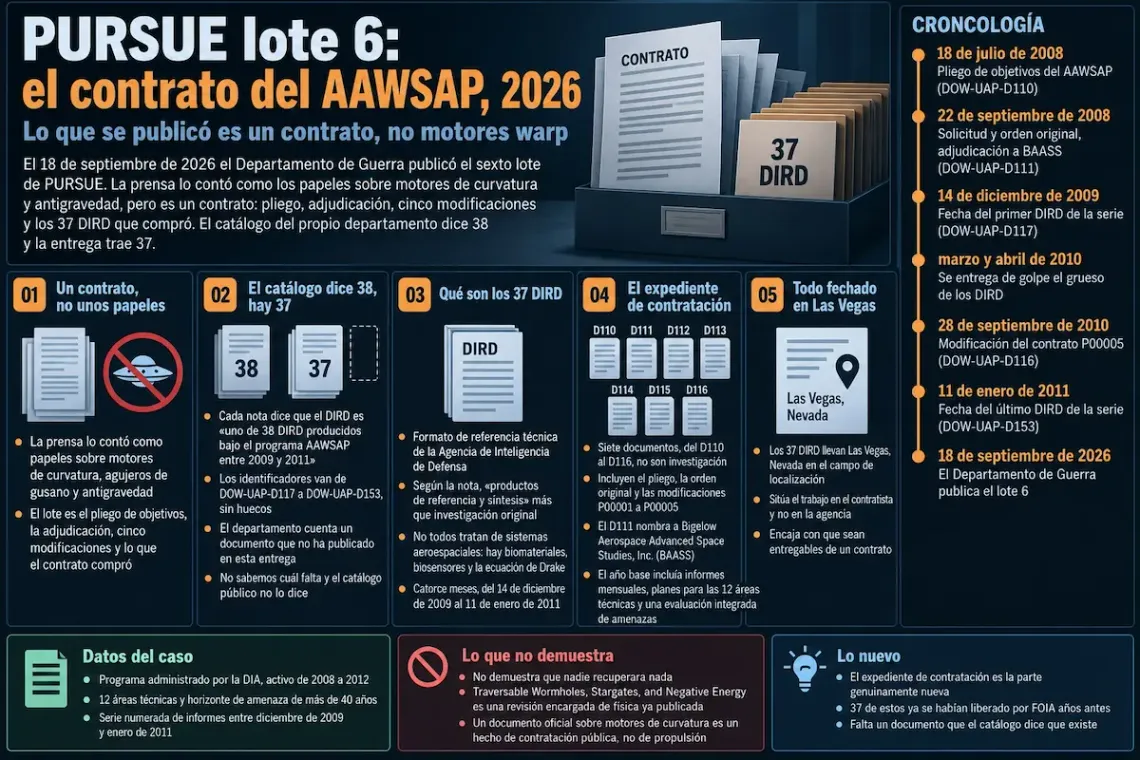 PURSUE lote 6:
el contrato del AAWSAP, 2026
Lo que se publicó es un contrato, no motores warp
El 18 de septiembre de 2026 el Departamento de Guerra publicó el sexto lote
de PURSUE. La prensa lo contó como los papeles sobre motores de curvatura
y antigravedad, pero es un contrato: pliego, adjudicación, cinco modificaciones
y los 37 DIRD que compró. El catálogo del propio departamento dice 38
y la entrega trae 37.
CONTRATO
37
DIRD
01
Un contrato,
no unos papeles
La prensa lo contó como
papeles sobre motores
de curvatura, agujeros de
gusano y antigravedad
El lote es el pliego de objetivos,
la adjudicación, cinco
modificaciones y lo que
el contrato compró
02
El catálogo dice 38,
hay 37
38
37
Cada nota dice que el DIRD es
«uno de 38 DIRD producidos
bajo el programa AAWSAP
entre 2009 y 2011»
Los identificadores van de
DOW-UAP-D117 a DOW-UAP-D153,
sin huecos
El departamento cuenta un
documento que no ha publicado
en esta entrega
No sabemos cuál falta y el catálogo
público no lo dice
03
Qué son los 37 DIRD
DIRD
Formato de referencia técnica
de la Agencia de Inteligencia
de Defensa
Según la nota, «productos
de referencia y síntesis» más
que investigación original
No todos tratan de sistemas
aeroespaciales: hay biomateriales,
biosensores y la ecuación de Drake
Catorce meses, del 14 de diciembre
de 2009 al 11 de enero de 2011
04
El expediente
de contratación
D110 D111 D112 D113
D114 D115 D116
Siete documentos, del D110
al D116, no son investigación
Incluyen el pliego, la orden
original y las modificaciones
P00001 a P00005
El D111 nombra a Bigelow
Aerospace Advanced Space
Studies, Inc. (BAASS)
El año base incluía informes
mensuales, planes para las 12 áreas
técnicas y una evaluación integrada
de amenazas
05
Todo fechado
en Las Vegas
Las Vegas,
Nevada
Los 37 DIRD llevan Las Vegas,
Nevada en el campo de
localización
Sitúa el trabajo en el contratista
y no en la agencia
Encaja con que sean
entregables de un contrato
CRONCOLOGÍA
18 de julio de 2008
Pliego de objetivos del AAWSAP
(DOW-UAP-D110)
22 de septiembre de 2008
Solicitud y orden original,
adjudicación a BAASS
(DOW-UAP-D111)
14 de diciembre de 2009
Fecha del primer DIRD de la serie
(DOW-UAP-D117)
marzo y abril de 2010
Se entrega de golpe el grueso
de los DIRD
28 de septiembre de 2010
Modificación del contrato P00005
(DOW-UAP-D116)
11 de enero de 2011
Fecha del último DIRD de la serie
(DOW-UAP-D153)
18 de septiembre de 2026
El Departamento de Guerra
publica el lote 6
Datos del caso
Programa administrado por la DIA, activo de 2008 a 2012
12 áreas técnicas y horizonte de amenaza de más de 40 años
Serie numerada de informes entre diciembre de 2009
y enero de 2011
Lo que no demuestra
No demuestra que nadie recuperara nada
Traversable Wormholes, Stargates, and Negative Energy
es una revisión encargada de física ya publicada
Un documento oficial sobre motores de curvatura es un
hecho de contratación pública, no de propulsión
Lo nuevo
El expediente de contratación es la parte
genuinamente nueva
37 de estos ya se habían liberado por FOIA años antes
Falta un documento que el catálogo dice que existe